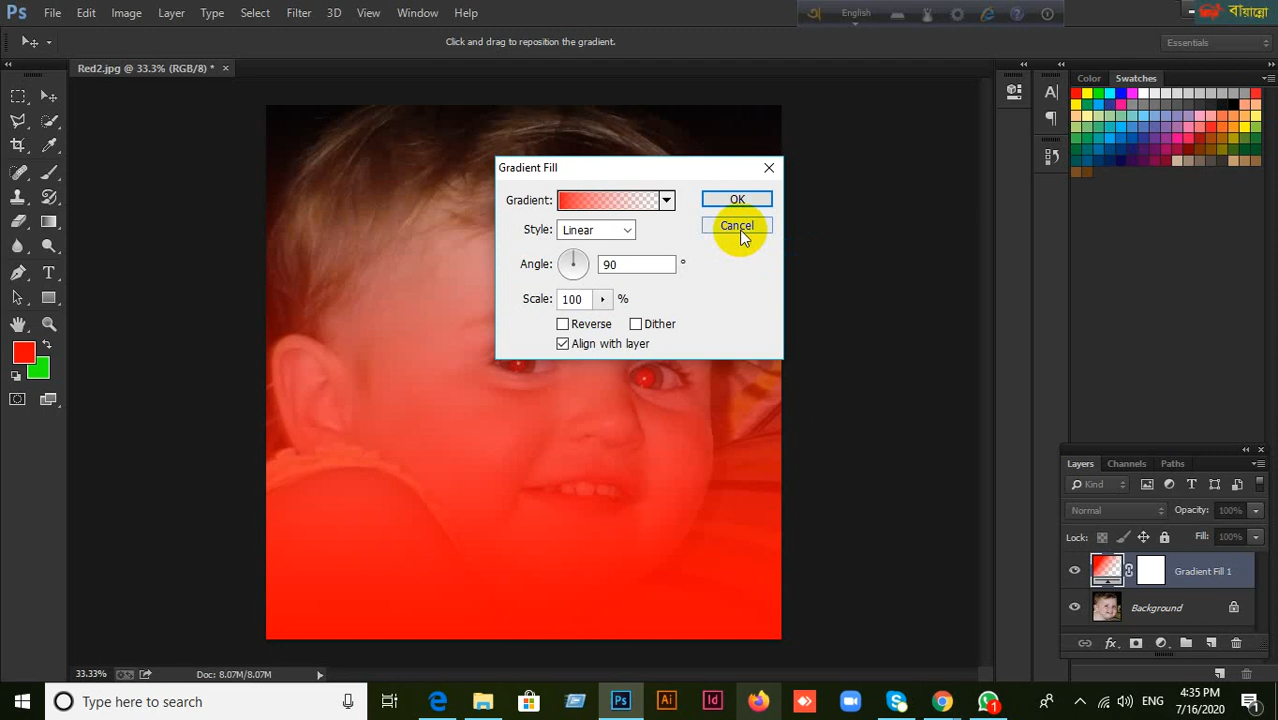 Ps File Edit Image Layer Type Select Filter 3D View Window Help
English
বায়ান্নো
Click and drag to reposition the gradient.
Essentials
Red2.jpg @ 33.3% (RGB/8) * ×
Color Swatches
Gradient Fill
Gradient:
OK
Style: Linear
Cancel
Angle: 90 °
Scale: 100 %
Reverse Dither
Align with layer
Layers Channels Paths
Kind
Normal Opacity: 100%
Lock: Fill: 100%
Gradient Fill 1
Background
33.33% Doc: 8.07M/8.07M
Type here to search
Ps Ai Id
1
ENG
4:35 PM
7/16/2020